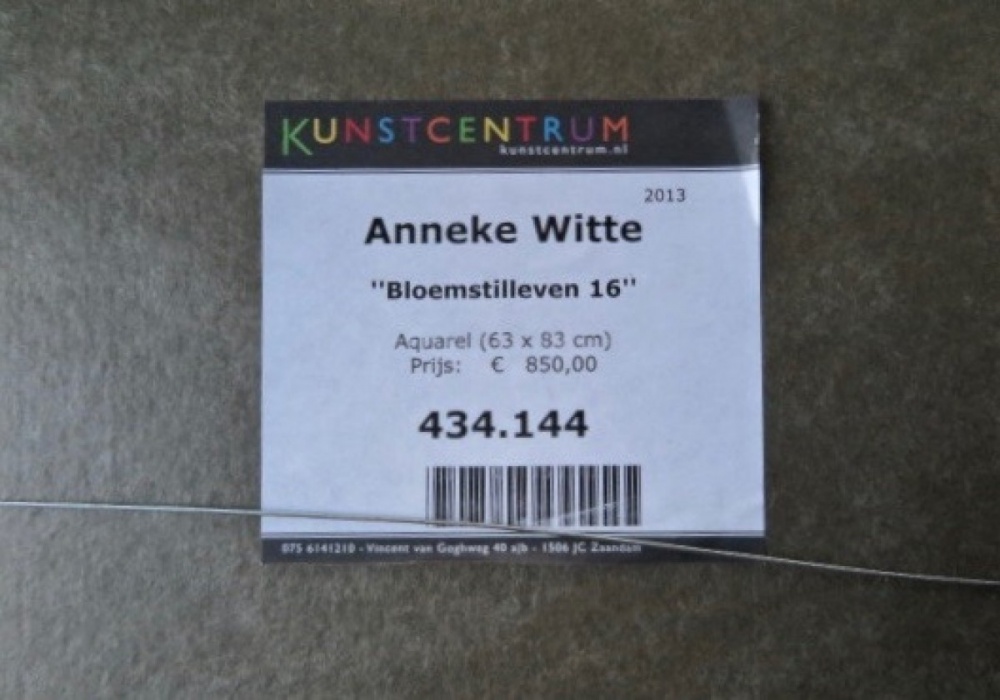 KUNSTCENTRUM
kunstcentrum.nl
2013
Anneke Witte
"Bloemstilleven 16"
Aquarel (63 x 83 cm)
Prijs: € 850,00
434.144
075 6141210 - Vincent van Goghweg 40 a|b - 1506 JC Zaandam